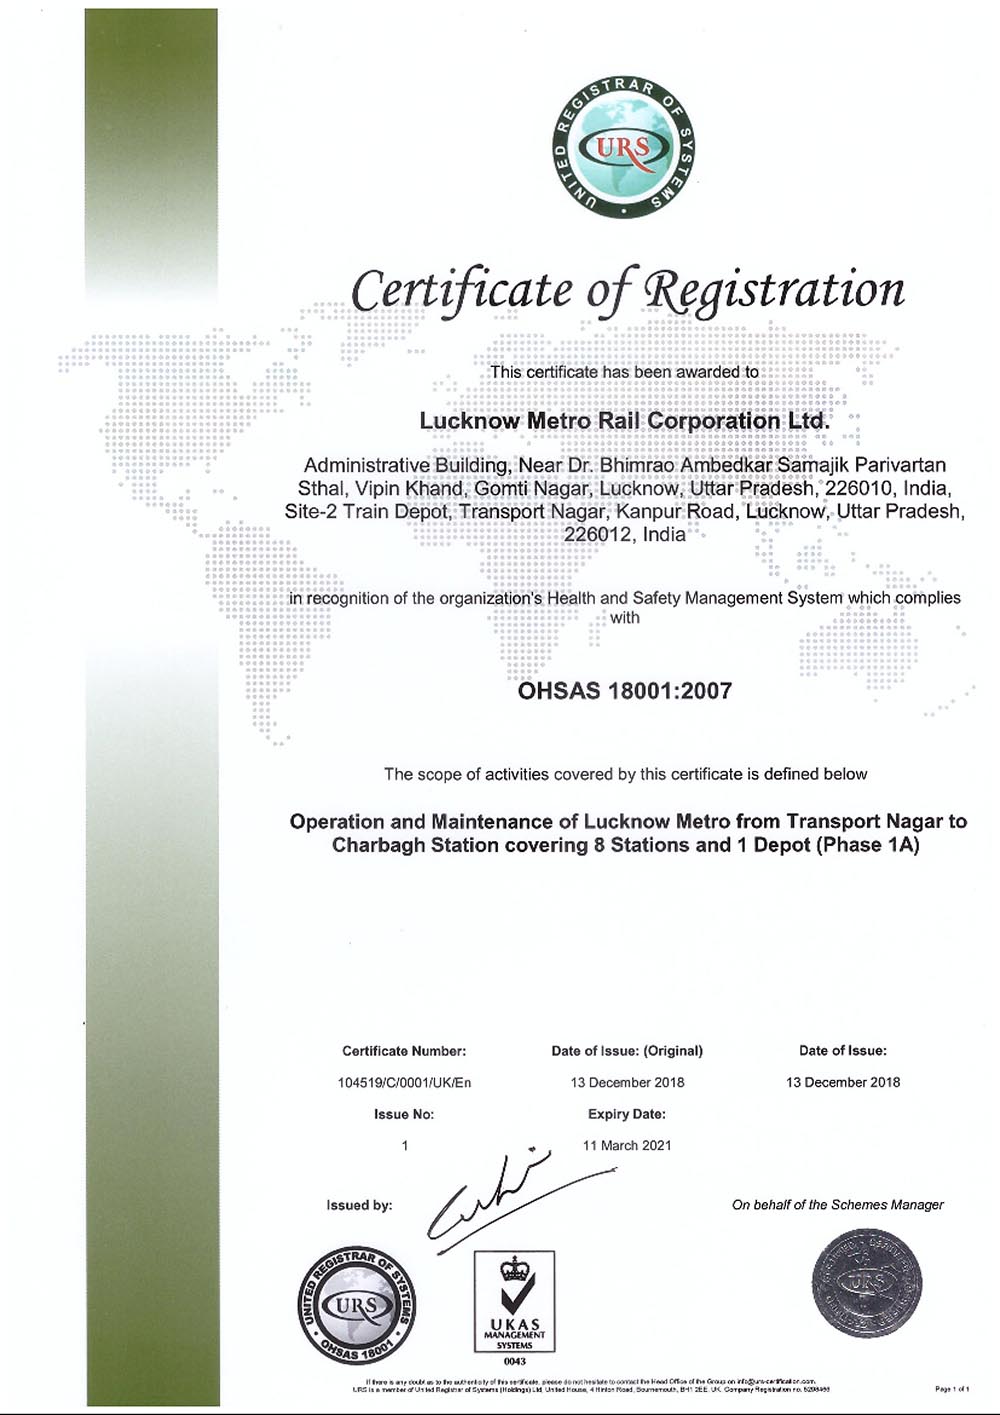 UNITED REGISTRAR OF SYSTEMS
URS
Certificate of Registration
This certificate has been awarded to
Lucknow Metro Rail Corporation Ltd.
Administrative Building, Near Dr. Bhimrao Ambedkar Samajik Parivartan
Sthal, Vipin Khand, Gomti Nagar, Lucknow, Uttar Pradesh, 226010, India,
Site-2 Train Depot, Transport Nagar, Kanpur Road, Lucknow, Uttar Pradesh,
226012, India
in recognition of the organization's Health and Safety Management System which complies
with
OHSAS 18001:2007
The scope of activities covered by this certificate is defined below
Operation and Maintenance of Lucknow Metro from Transport Nagar to
Charbagh Station covering 8 Stations and 1 Depot (Phase 1A)
Certificate Number: Date of Issue: (Original) Date of Issue:
104519/C/0001/UK/En 13 December 2018 13 December 2018
Issue No: Expiry Date:
1 11 March 2021
Issued by: On behalf of the Schemes Manager
UNITED REGISTRAR OF SYSTEMS
URS
OHSAS 18001
UKAS
MANAGEMENT
SYSTEMS
0043
URS
If there is any doubt as to the authenticity of this certificate, please do not hesitate to contact the Head Office of the Group on info@urs-certification.com.
URS is a member of United Registrar of Systems (Holdings) Ltd, United House, 4 Hinton Road, Bournemouth, BH1 2EE, UK. Company Registration no. 5298466
Page 1 of 1